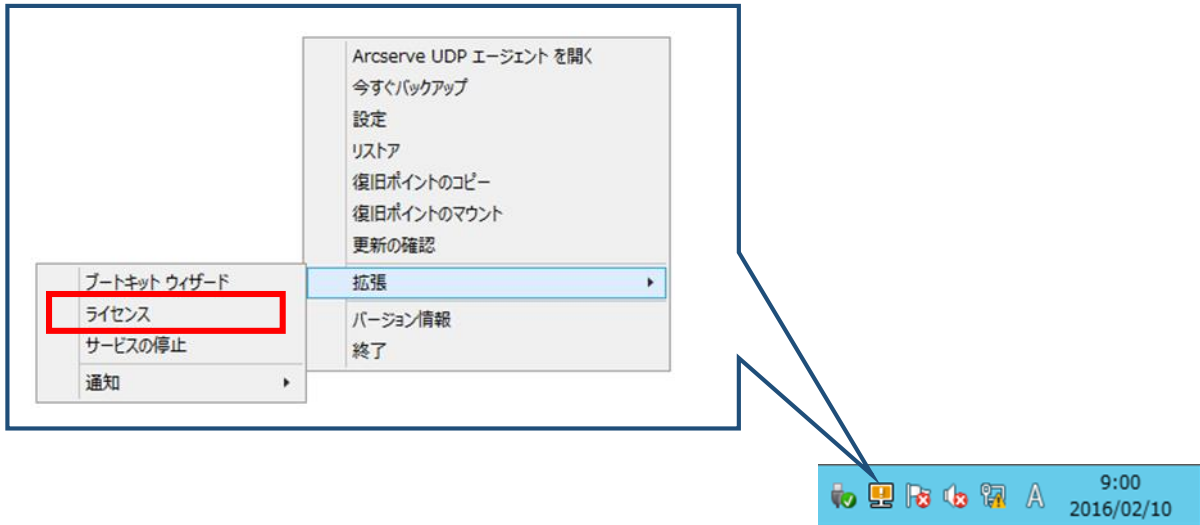 Arcserve UDP エージェント を開く
今すぐバックアップ
設定
リストア
復旧ポイントのコピー
復旧ポイントのマウント
更新の確認
拡張
バージョン情報
終了
ブートキット ウィザード
ライセンス
サービスの停止
通知
A
9:00
2016/02/10